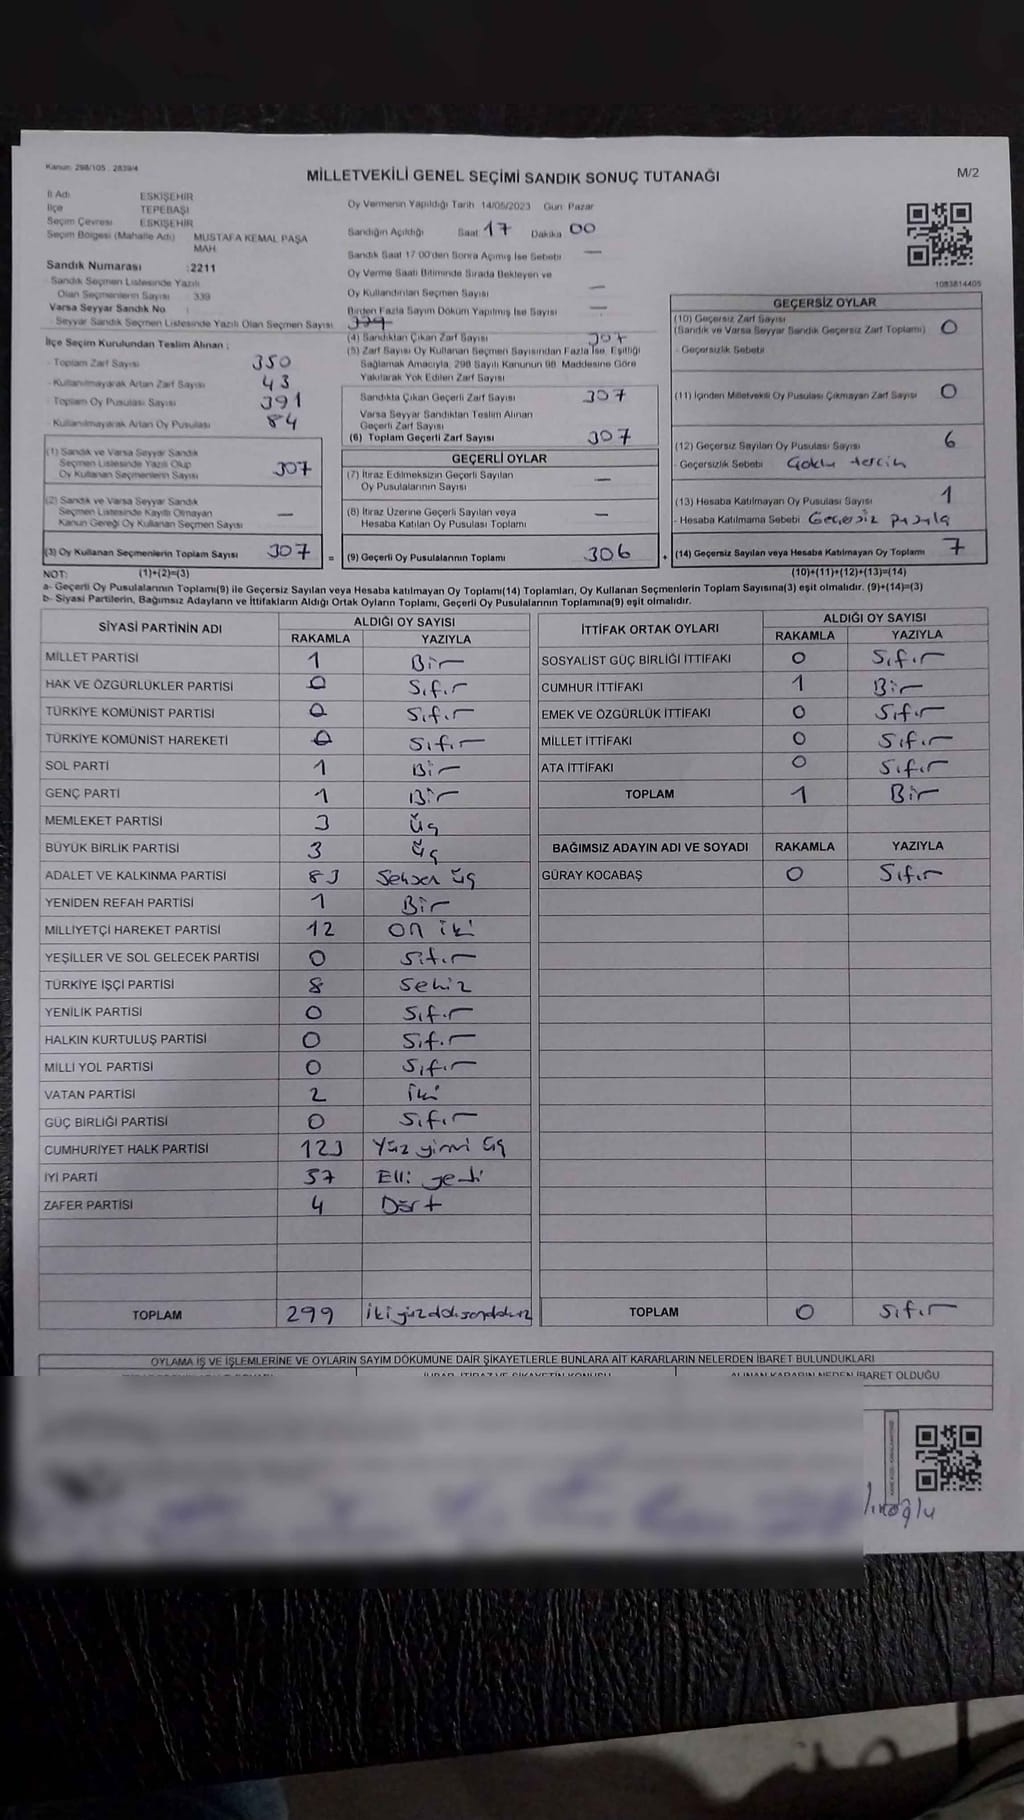 Kanun: 298/105 , 2839/4
MİLLETVEKİLİ GENEL SEÇİMİ SANDIK SONUÇ TUTANAĞI
M/2
İl Adı ESKİŞEHİR
İlçe TEPEBAŞI
Seçim Çevresi ESKİŞEHİR
Seçim Bölgesi (Mahalle Adı) MUSTAFA KEMAL PAŞA MAH.
Sandık Numarası : 2211
Sandık Seçmen Listesinde Yazılı
Olan Seçmenlerin Sayısı : 339
Varsa Seyyar Sandık No :
Seyyar Sandık Seçmen Listesinde Yazılı Olan Seçmen Sayısı
İlçe Seçim Kurulundan Teslim Alınan ;
- Toplam Zarf Sayısı 350
- Kullanılmayarak Artan Zarf Sayısı 43
- Toplam Oy Pusulası Sayısı 391
- Kullanılmayarak Artan Oy Pusulası 84
(1) Sandık ve Varsa Seyyar Sandık
Seçmen Listesinde Yazılı Olup
Oy Kullanan Seçmenlerin Sayısı 307
(2) Sandık ve Varsa Seyyar Sandık
Seçmen Listesinde Kayıtlı Olmayan
Kanun Gereği Oy Kullanan Seçmen Sayısı —
(3) Oy Kullanan Seçmenlerin Toplam Sayısı 307 =
Oy Vermenin Yapıldığı Tarih 14/05/2023 Gün: Pazar
Sandığın Açıldığı Saat 17 Dakika 00
Sandık Saat 17:00'den Sonra Açılmış İse Sebebi —
Oy Verme Saati Bitiminde Sırada Bekleyen ve
Oy Kullandırılan Seçmen Sayısı —
Birden Fazla Sayım Döküm Yapılmış İse Sayısı —
(4) Sandıktan Çıkan Zarf Sayısı 307
(5) Zarf Sayısı Oy Kullanan Seçmen Sayısından Fazla İse, Eşitliği
Sağlamak Amacıyla, 298 Sayılı Kanunun 98. Maddesine Göre
Yakılarak Yok Edilen Zarf Sayısı
Sandıkta Çıkan Geçerli Zarf Sayısı 307
Varsa Seyyar Sandıktan Teslim Alınan
Geçerli Zarf Sayısı
(6) Toplam Geçerli Zarf Sayısı 307
GEÇERLİ OYLAR
(7) İtiraz Edilmeksizin Geçerli Sayılan
Oy Pusulalarının Sayısı —
(8) İtiraz Üzerine Geçerli Sayılan veya
Hesaba Katılan Oy Pusulası Toplamı —
(9) Geçerli Oy Pusulalarının Toplamı 306 +
1083814405
GEÇERSİZ OYLAR
(10) Geçersiz Zarf Sayısı
(Sandık ve Varsa Seyyar Sandık Geçersiz Zarf Toplamı) 0
- Geçersizlik Sebebi
(11) İçinden Milletvekili Oy Pusulası Çıkmayan Zarf Sayısı 0
(12) Geçersiz Sayılan Oy Pusulası Sayısı 6
- Geçersizlik Sebebi Çoklu tercih
(13) Hesaba Katılmayan Oy Pusulası Sayısı 1
- Hesaba Katılmama Sebebi Geçersiz pusula
(14) Geçersiz Sayılan veya Hesaba Katılmayan Oy Toplamı 7
NOT: (1)+(2)=(3) (10)+(11)+(12)+(13)=(14)
a- Geçerli Oy Pusulalarının Toplamı(9) ile Geçersiz Sayılan veya Hesaba katılmayan Oy Toplamı(14) Toplamları, Oy Kullanan Seçmenlerin Toplam Sayısına(3) eşit olmalıdır. (9)+(14)=(3)
b- Siyasi Partilerin, Bağımsız Adayların ve İttifakların Aldığı Ortak Oyların Toplamı, Geçerli Oy Pusulalarının Toplamına(9) eşit olmalıdır.
SİYASİ PARTİNİN ADI ALDIĞI OY SAYISI
RAKAMLA YAZIYLA
MİLLET PARTİSİ 1 Bir
HAK VE ÖZGÜRLÜKLER PARTİSİ 0 Sıfır
TÜRKİYE KOMÜNİST PARTİSİ 0 Sıfır
TÜRKİYE KOMÜNİST HAREKETİ 0 Sıfır
SOL PARTİ 1 Bir
GENÇ PARTİ 1 Bir
MEMLEKET PARTİSİ 3 Üç
BÜYÜK BİRLİK PARTİSİ 3 Üç
ADALET VE KALKINMA PARTİSİ 83 Seksen üç
YENİDEN REFAH PARTİSİ 1 Bir
MİLLİYETÇİ HAREKET PARTİSİ 12 On iki
YEŞİLLER VE SOL GELECEK PARTİSİ 0 Sıfır
TÜRKİYE İŞÇİ PARTİSİ 8 Sekiz
YENİLİK PARTİSİ 0 Sıfır
HALKIN KURTULUŞ PARTİSİ 0 Sıfır
MİLLİ YOL PARTİSİ 0 Sıfır
VATAN PARTİSİ 2 İki
GÜÇ BİRLİĞİ PARTİSİ 0 Sıfır
CUMHURİYET HALK PARTİSİ 123 Yüz yirmi üç
İYİ PARTİ 57 Elli yedi
ZAFER PARTİSİ 4 Dört
TOPLAM 299 İkiyüzdoksandokuz
İTTİFAK ORTAK OYLARI ALDIĞI OY SAYISI
RAKAMLA YAZIYLA
SOSYALİST GÜÇ BİRLİĞİ İTTİFAKI 0 Sıfır
CUMHUR İTTİFAKI 1 Bir
EMEK VE ÖZGÜRLÜK İTTİFAKI 0 Sıfır
MİLLET İTTİFAKI 0 Sıfır
ATA İTTİFAKI 0 Sıfır
TOPLAM 1 Bir
BAĞIMSIZ ADAYIN ADI VE SOYADI RAKAMLA YAZIYLA
GÜRAY KOCABAŞ 0 Sıfır
TOPLAM 0 Sıfır
OYLAMA İŞ VE İŞLEMLERİNE VE OYLARIN SAYIM DÖKÜMÜNE DAİR ŞİKAYETLERLE BUNLARA AİT KARARLARIN NELERDEN İBARET BULUNDUKLARI
ALINAN KARARIN NEDEN İBARET OLDUĞU